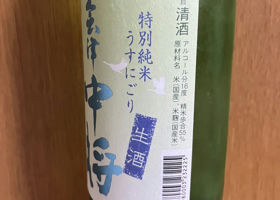 会津中将
特別純米
うすにごり
生酒
清酒
アルコール分16度 精米歩合55%
原材料名 米(国産)、米麹(国産米)